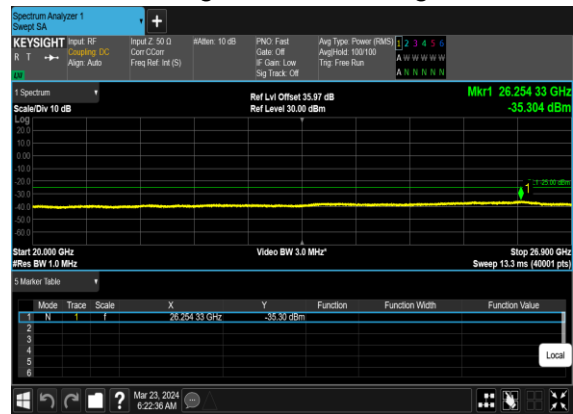 Spectrum Analyzer 1
Swept SA
+
KEYSIGHT Input: RF Input Z: 50 Ω #Atten: 10 dB PNO: Fast Avg Type: Power (RMS) 1 2 3 4 5 6
R T Coupling: DC Corr CCorr Gate: Off Avg|Hold: 100/100 A W W W W W
Align: Auto Freq Ref: Int (S) IF Gain: Low Trig: Free Run
LW Sig Track: Off A N N N N N
1 Spectrum Ref Lvl Offset 35.97 dB Mkr1 26.254 33 GHz
Scale/Div 10 dB Ref Level 30.00 dBm -35.304 dBm
Log
20.0
10.0
0.00
-10.0
-20.0
-30.0
-40.0
-50.0
-60.0
1
-25.00 dBm
Start 20.000 GHz Video BW 3.0 MHz* Stop 26.900 GHz
#Res BW 1.0 MHz Sweep 13.3 ms (40001 pts)
5 Marker Table
Mode Trace Scale X Y Function Function Width Function Value
1 N 1 f 26.254 33 GHz -35.30 dBm
2
3
4
5
6
Local
? Mar 23, 2024
6:22:36 AM